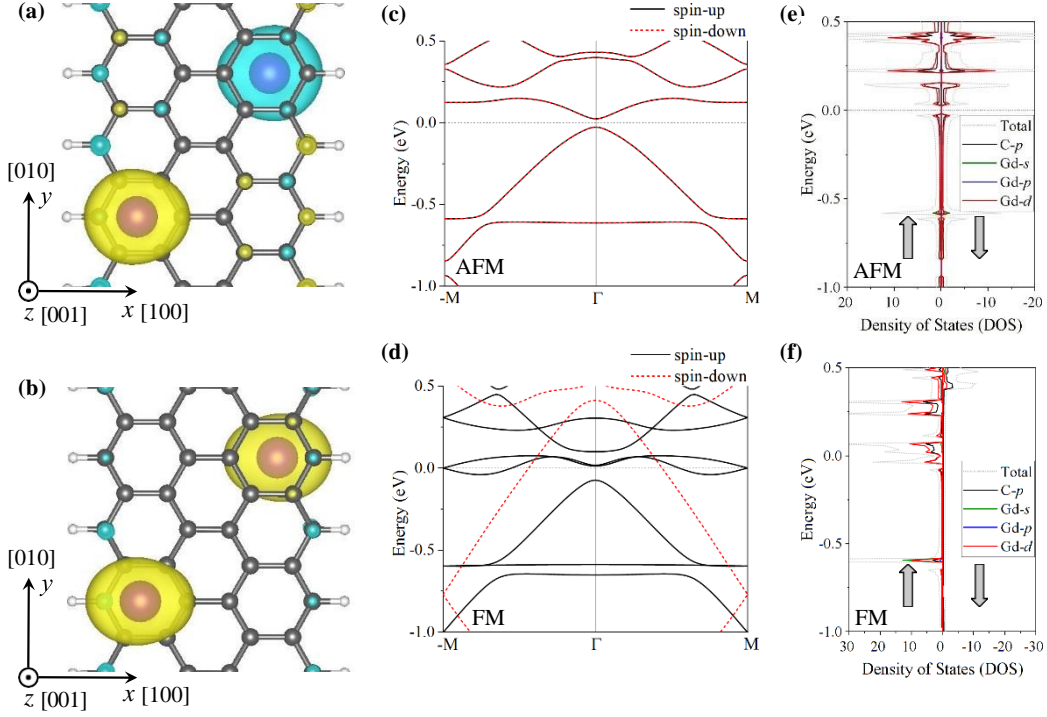 (a)
[010]
y
z [001]
x [100]
(b)
[010]
y
z [001]
x [100]
(c)
spin-up
spin-down
Energy (eV)
0.5
0.0
-0.5
-1.0
AFM
-M
Γ
M
(d)
spin-up
spin-down
Energy (eV)
0.5
0.0
-0.5
-1.0
FM
-M
Γ
M
(e)
Energy (eV)
0.5
0.0
-0.5
-1.0
Total
C-p
Gd-s
Gd-p
Gd-d
AFM
20 10 0 -10 -20
Density of States (DOS)
(f)
Energy (eV)
0.5
0.0
-0.5
-1.0
Total
C-p
Gd-s
Gd-p
Gd-d
FM
30 20 10 0 -10 -20 -30
Density of States (DOS)